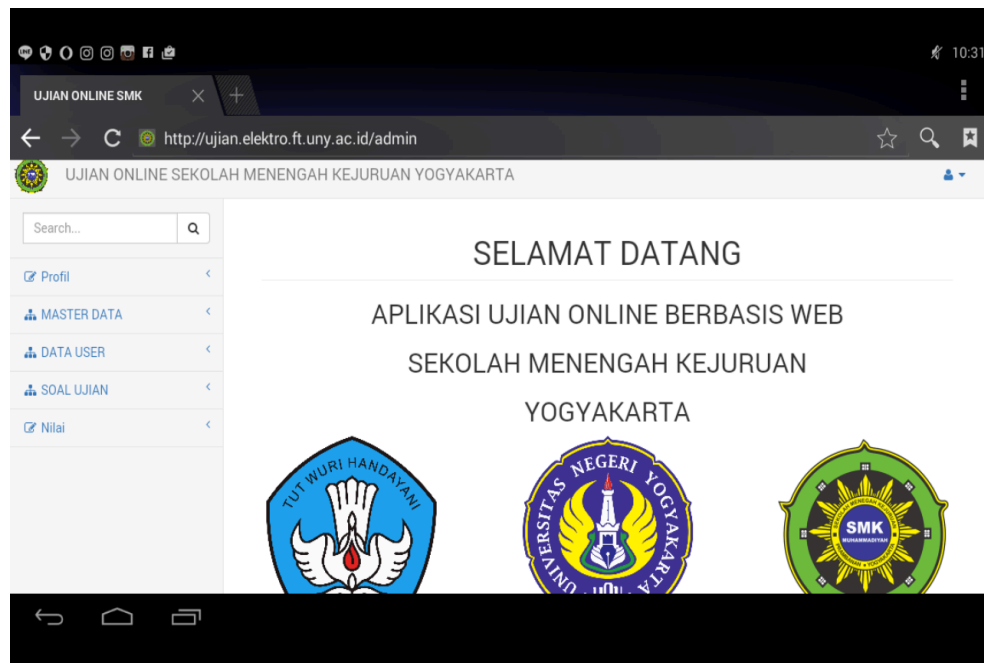 10:31
UJIAN ONLINE SMK
http://ujian.elektro.ft.uny.ac.id/admin
UJIAN ONLINE SEKOLAH MENENGAH KEJURUAN YOGYAKARTA
Search...
Profil
MASTER DATA
DATA USER
SOAL UJIAN
Nilai
SELAMAT DATANG
APLIKASI UJIAN ONLINE BERBASIS WEB
SEKOLAH MENENGAH KEJURUAN
YOGYAKARTA
TUT WURI HANDAYANI
UNIVERSITAS NEGERI YOGYAKARTA
SMK
MUHAMMADIYAH